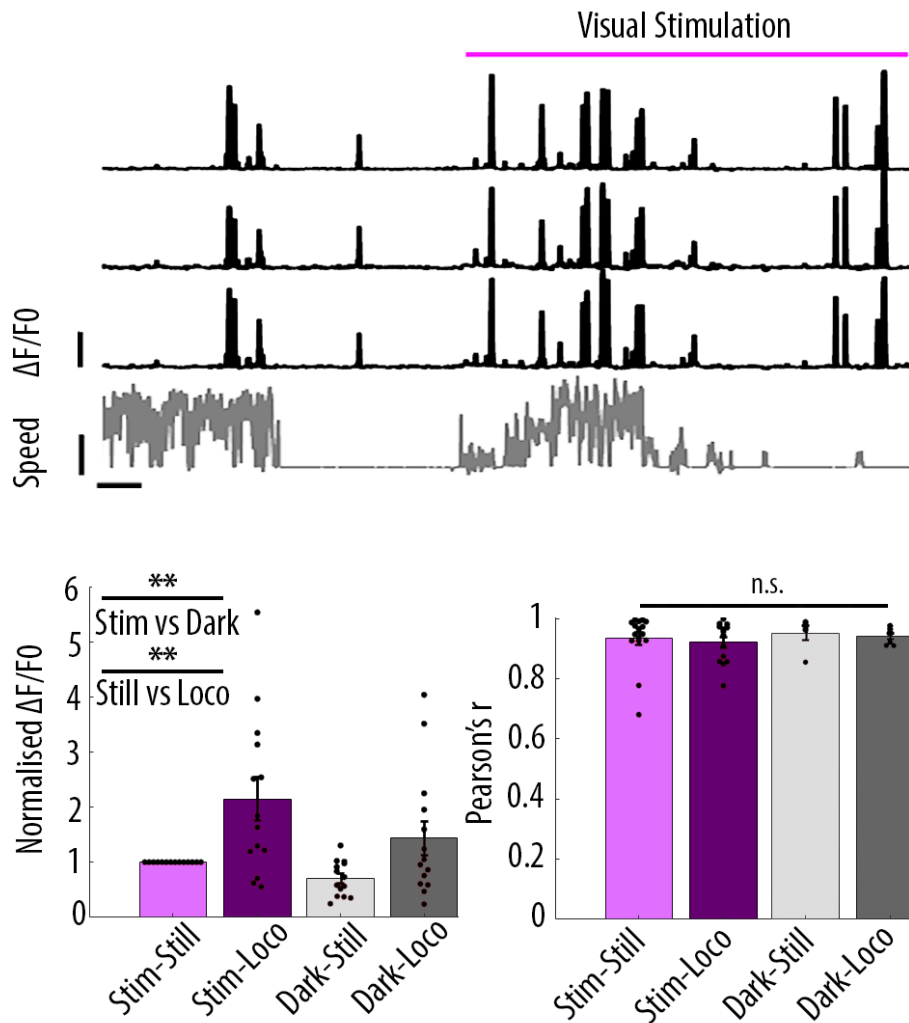 Visual Stimulation
ΔF/F0
Speed
6
5
4
3
2
1
0
Normalised ΔF/F0
**
Stim vs Dark
**
Still vs Loco
Stim-Still
Stim-Loco
Dark-Still
Dark-Loco
n.s.
1
0.8
0.6
0.4
0.2
0
Pearson's r
Stim-Still
Stim-Loco
Dark-Still
Dark-Loco